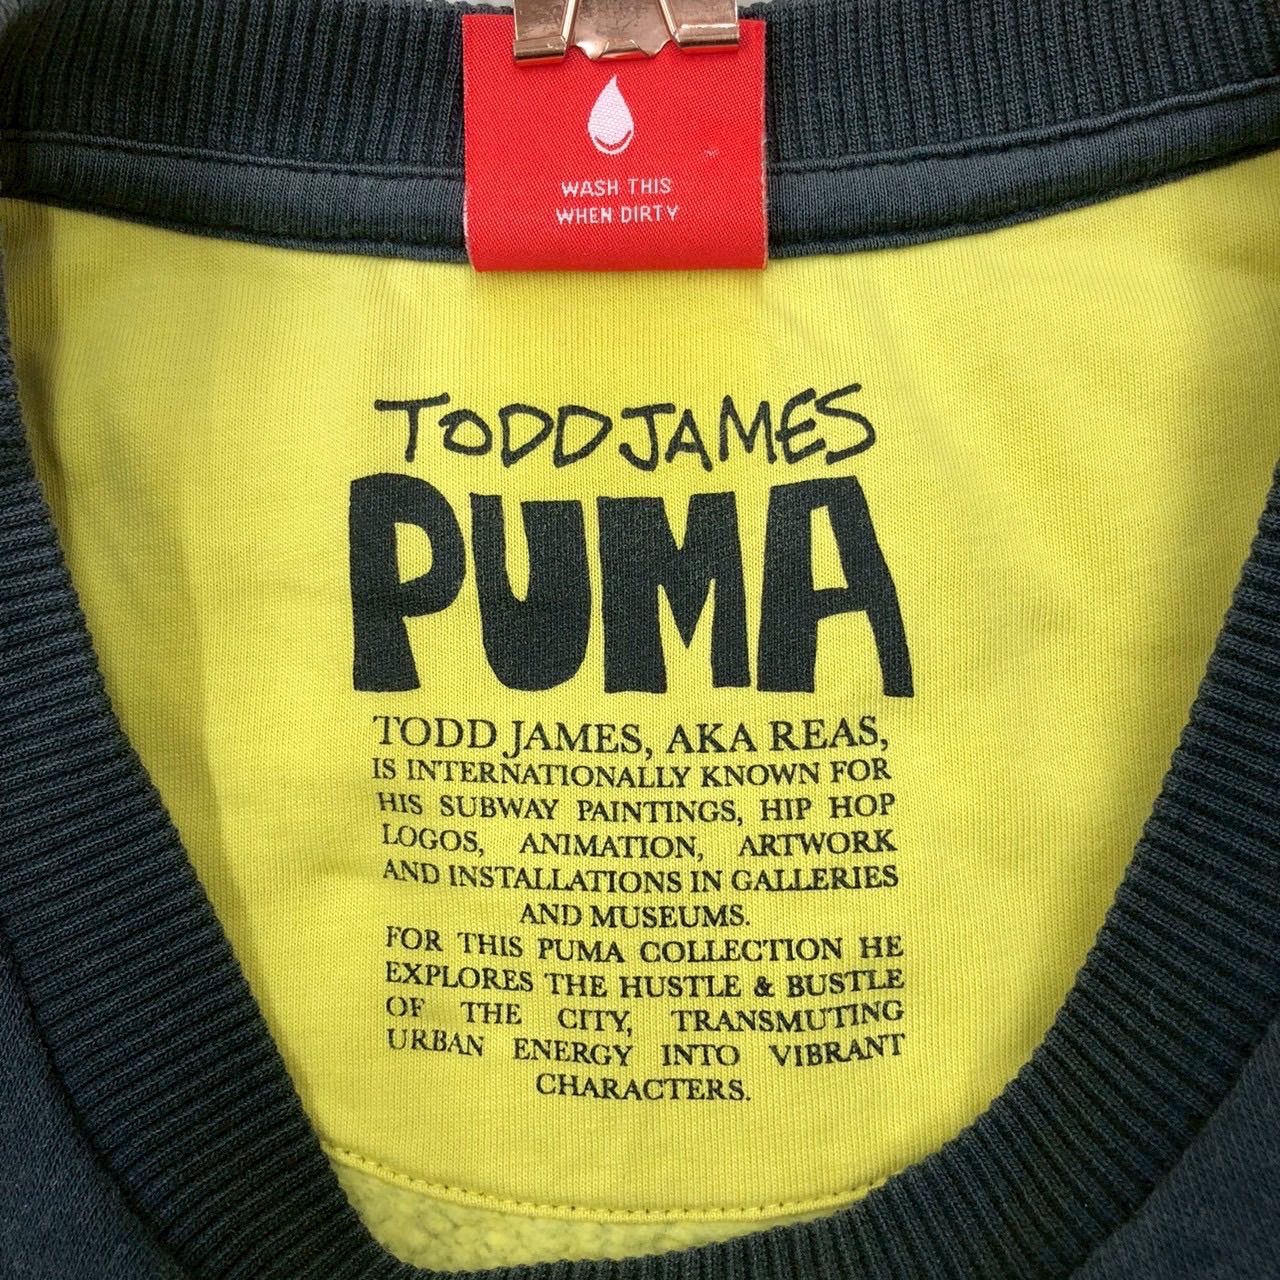 WASH THIS
WHEN DIRTY
TODD JAMES
PUMA
TODD JAMES, AKA REAS,
IS INTERNATIONALLY KNOWN FOR
HIS SUBWAY PAINTINGS, HIP HOP
LOGOS, ANIMATION, ARTWORK
AND INSTALLATIONS IN GALLERIES
AND MUSEUMS.
FOR THIS PUMA COLLECTION HE
EXPLORES THE HUSTLE & BUSTLE
OF THE CITY, TRANSMUTING
URBAN ENERGY INTO VIBRANT
CHARACTERS.